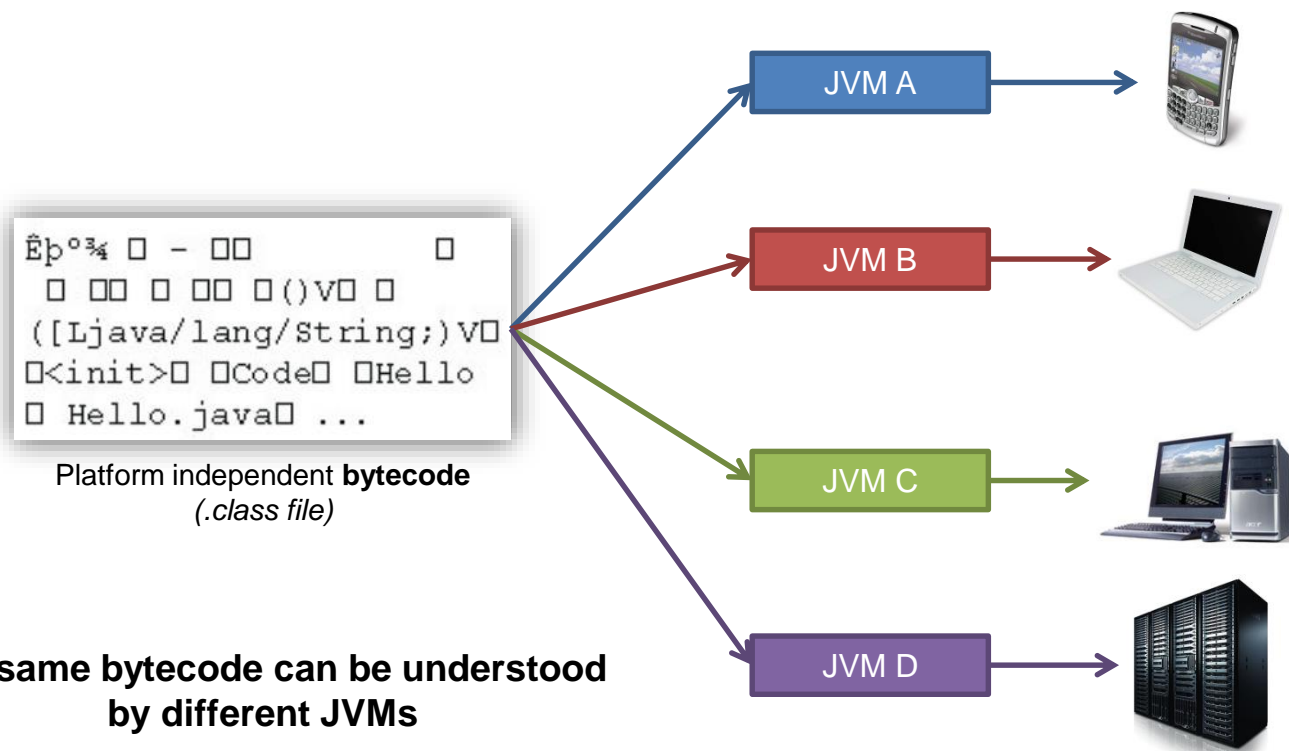 JVM A
JVM B
Êþº¾ □ – □□ □
□ □□ □ □□ □()V□ □
([Ljava/lang/String;)V□
□<init>□ □Code□ □Hello
□ Hello.java□ ...
Platform independent bytecode
(.class file)
JVM C
same bytecode can be understood
by different JVMs
JVM D